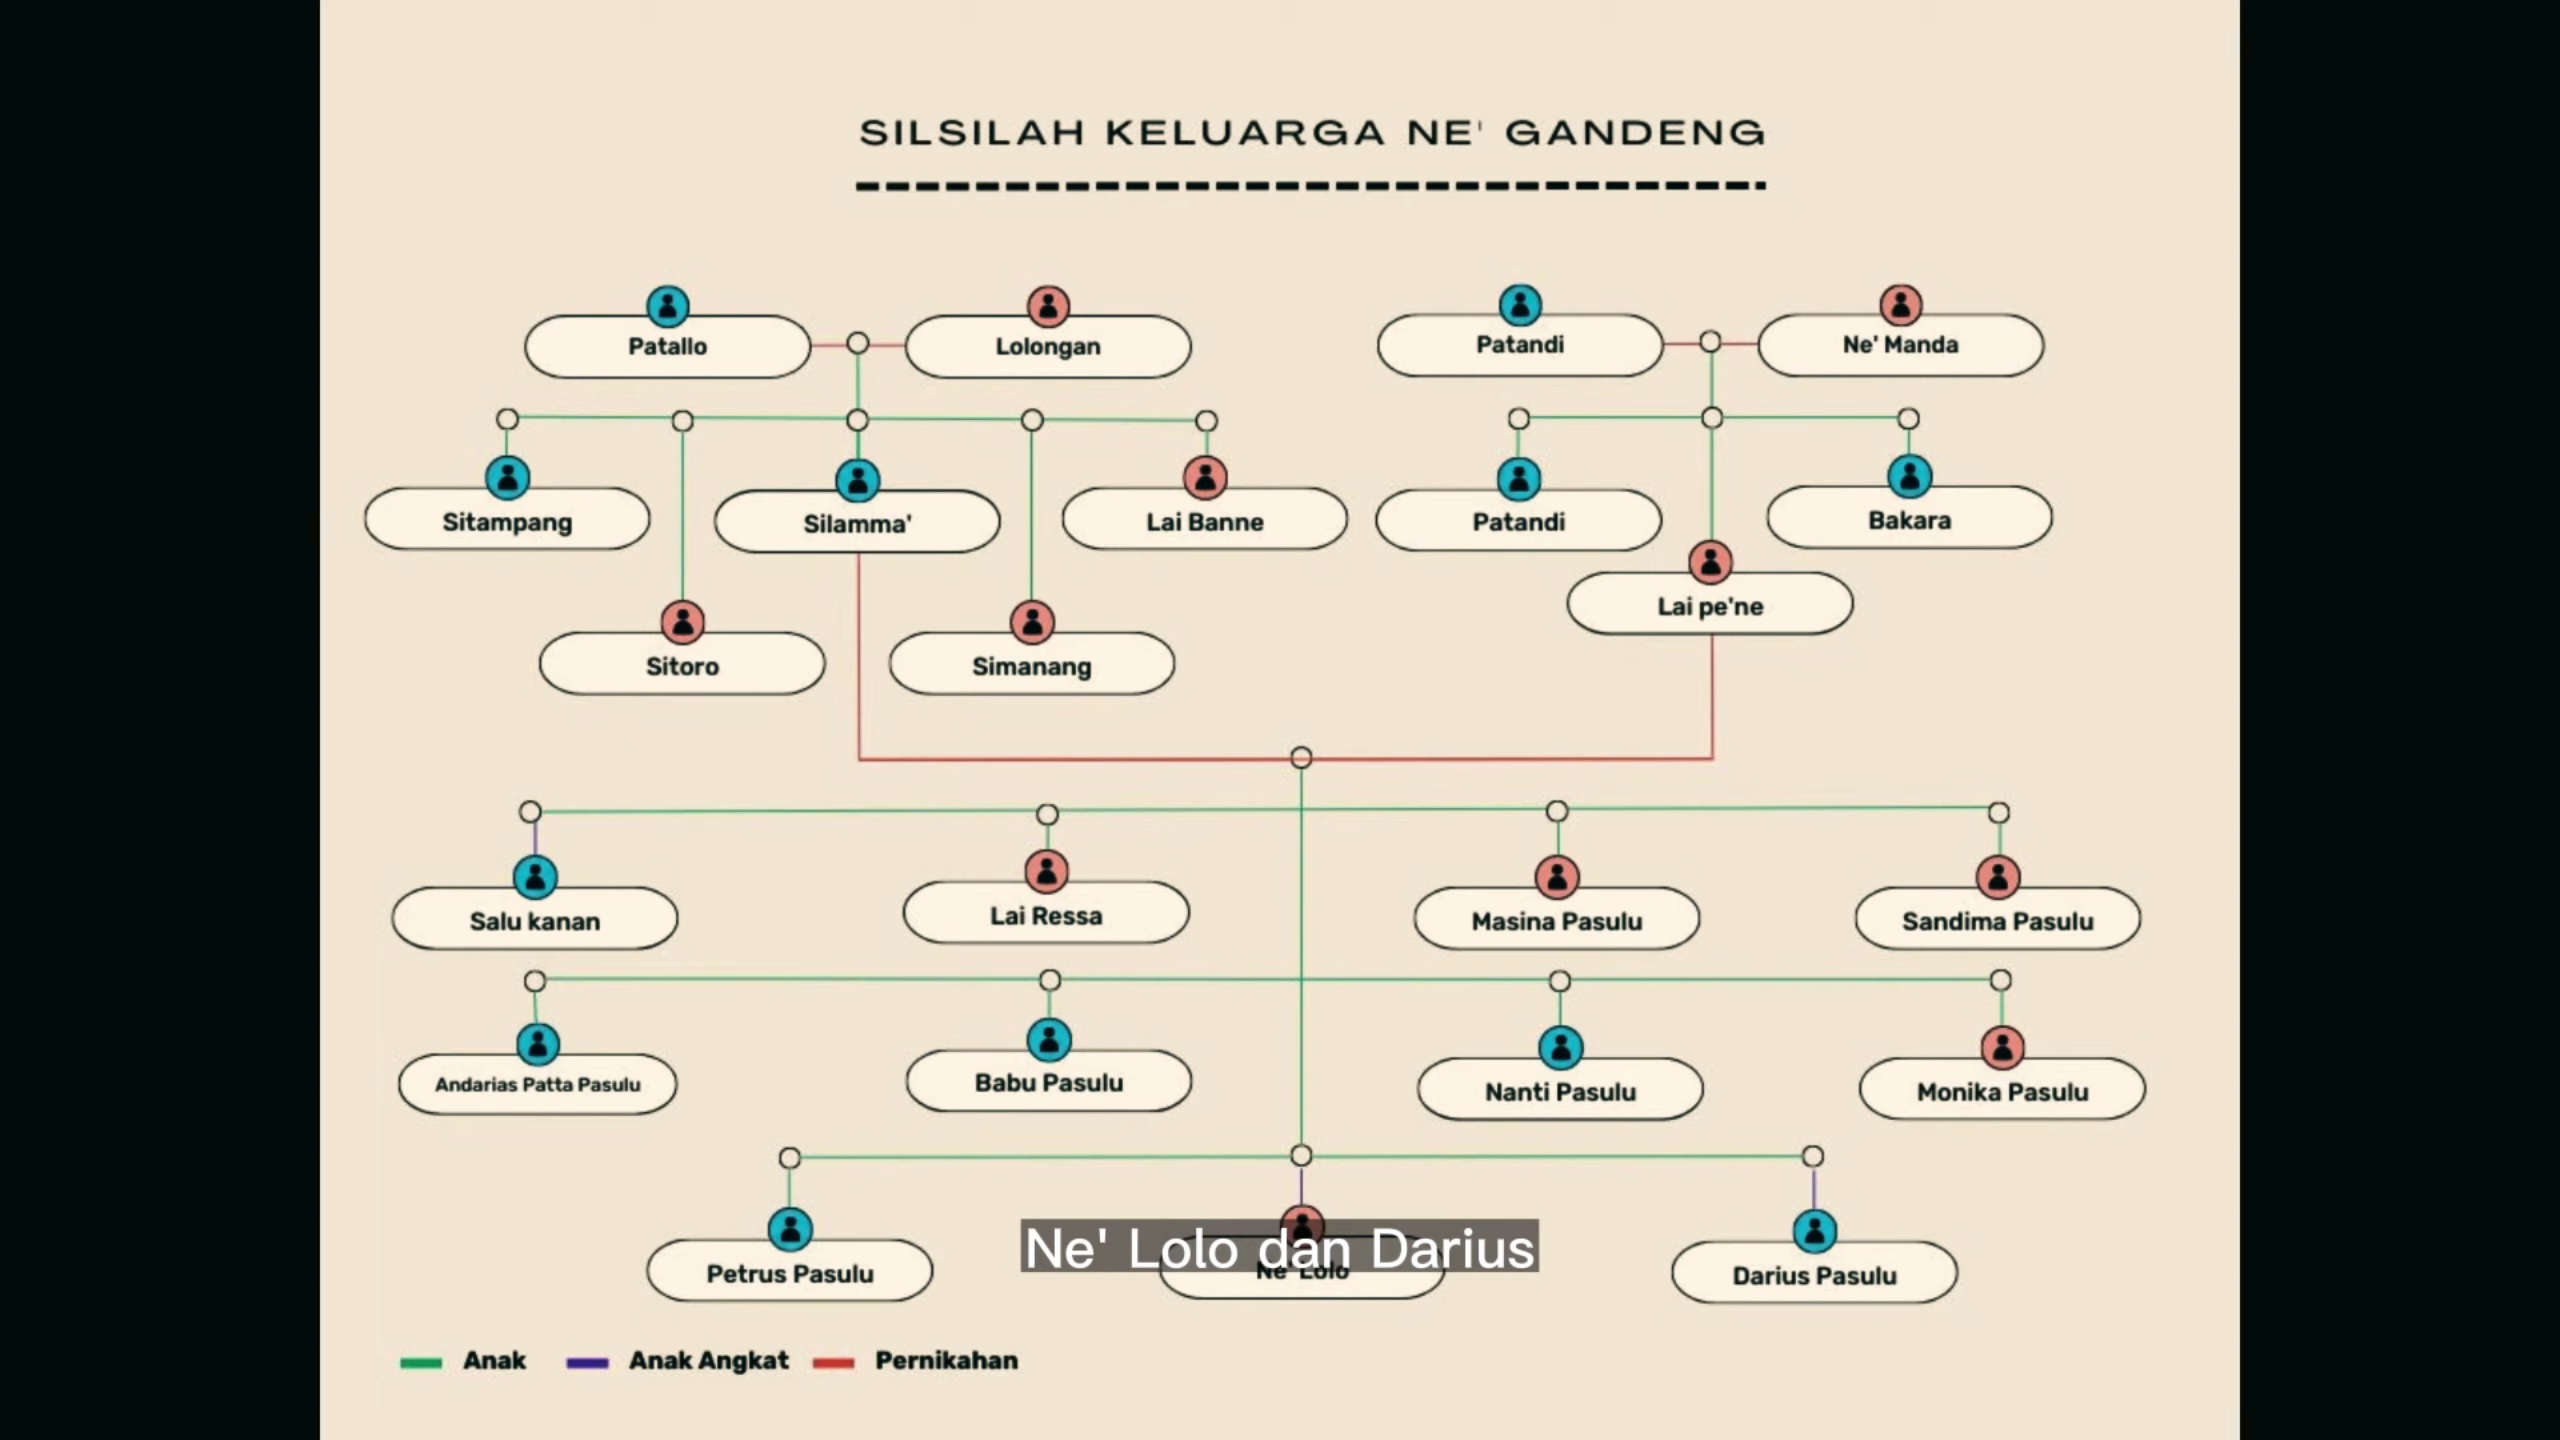 SILSILAH KELUARGA NE' GANDENG
Patallo
Lolongan
Patandi
Ne' Manda
Sitampang
Silamma'
Lai Banne
Patandi
Bakara
Lai pe'ne
Sitoro
Simanang
Salu kanan
Lai Ressa
Masina Pasulu
Sandima Pasulu
Andarias Patta Pasulu
Babu Pasulu
Nanti Pasulu
Monika Pasulu
Petrus Pasulu
Ne' Lolo
Darius Pasulu
Ne' Lolo dan Darius
Anak
Anak Angkat
Pernikahan